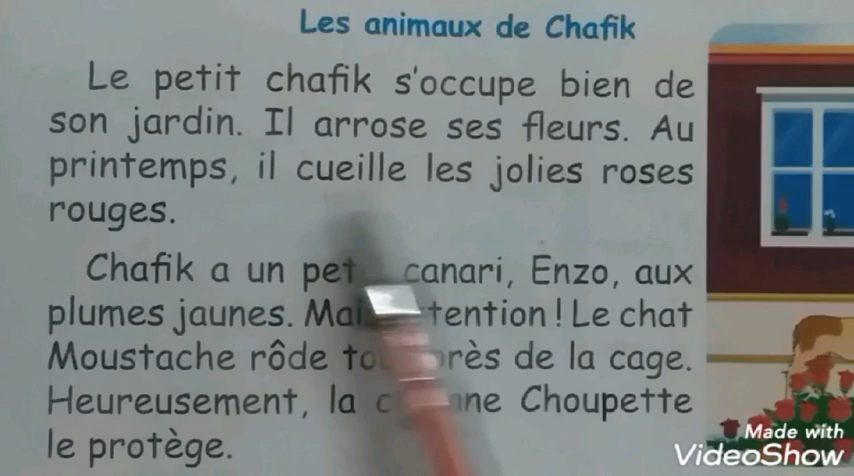 Les animaux de Chafik
Le petit chafik s'occupe bien de
son jardin. Il arrose ses fleurs. Au
printemps, il cueille les jolies roses
rouges.
Chafik a un canari, Enzo, aux
plumes jaunes. Le chat
Moustache rôde de la cage.
Heureusement, la Choupette
le protège.
Made with
VideoShow